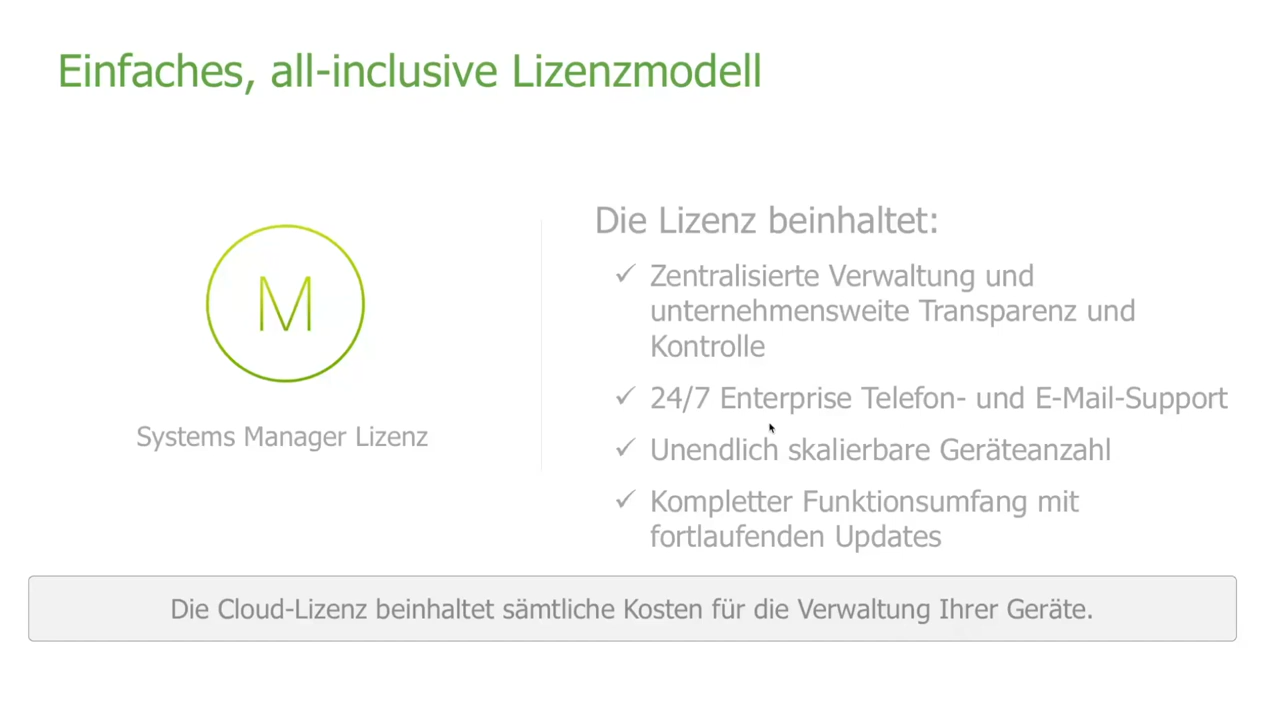 Einfaches, all-inclusive Lizenzmodell
M
Systems Manager Lizenz
Die Lizenz beinhaltet:
✓ Zentralisierte Verwaltung und
unternehmensweite Transparenz und
Kontrolle
✓ 24/7 Enterprise Telefon- und E-Mail-Support
✓ Unendlich skalierbare Geräteanzahl
✓ Kompletter Funktionsumfang mit
fortlaufenden Updates
Die Cloud-Lizenz beinhaltet sämtliche Kosten für die Verwaltung Ihrer Geräte.